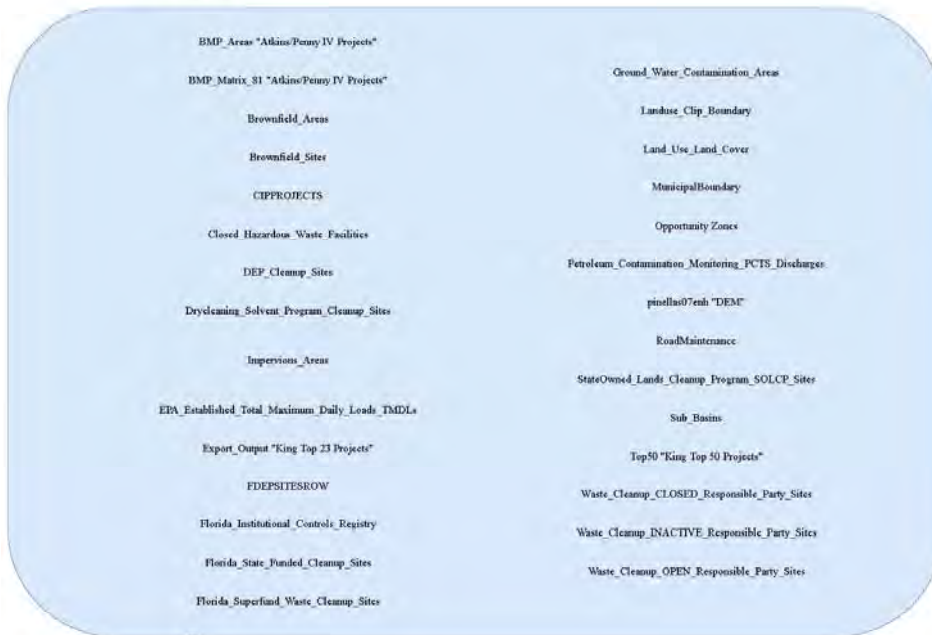 BMP_Areas "Atkins/Penny IV Projects"
BMP_Matrix_81 "Atkins/Penny IV Projects"
Brownfield_Areas
Brownfield_Sites
CIPPROJECTS
Closed_Hazardous_Waste_Facilities
DEP_Cleanup_Sites
Drycleaning_Solvent_Program_Cleanup_Sites
Impervious_Areas
EPA_Established_Total_Maximum_Daily_Loads_TMDLs
Export_Output "King Top 23 Projects"
FDEPSITESROW
Florida_Institutional_Controls_Registry
Florida_State_Funded_Cleanup_Sites
Florida_Superfund_Waste_Cleanup_Sites
Ground_Water_Contamination_Areas
Landuse_Clip_Boundary
Land_Use_Land_Cover
MunicipalBoundary
Opportunity Zones
Petroleum_Contamination_Monitoring_PCTS_Discharges
pinellas07enh "DEM"
RoadMaintenance
StateOwned_Lands_Cleanup_Program_SOLCP_Sites
Sub_Basins
Top50 "King Top 50 Projects"
Waste_Cleanup_CLOSED_Responsible_Party_Sites
Waste_Cleanup_INACTIVE_Responsible_Party_Sites
Waste_Cleanup_OPEN_Responsible_Party_Sites